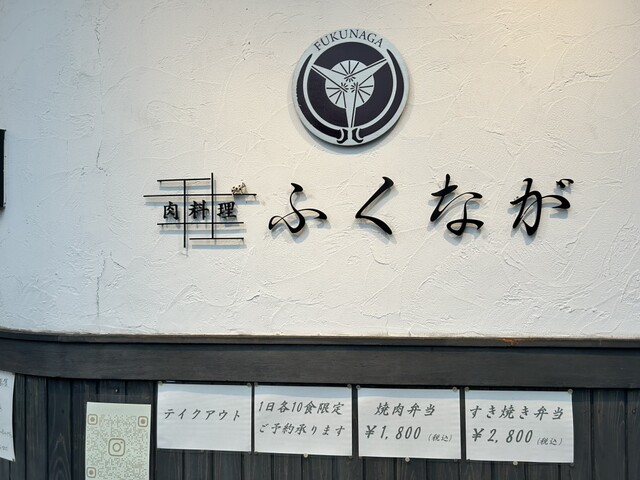 FUKUNAGA
肉料理
ふくなが
テイクアウト
1日各10食限定
ご予約承ります
焼肉弁当
¥1,800(税込)
すき焼き弁当
¥2,800(税込)